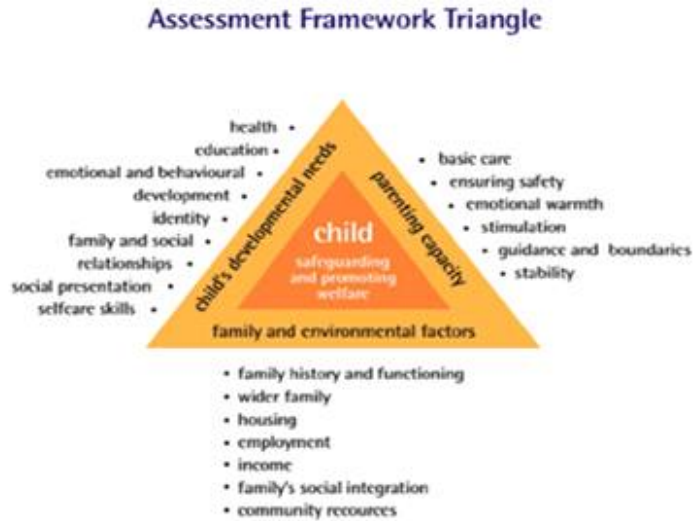 Assessment Framework Triangle
health
education
emotional and behavioural
development
identity
family and social
relationships
social presentation
selfcare skills
child's developmental needs
child
safeguarding
and promoting
welfare
parenting capacity
basic care
ensuring safety
emotional warmth
stimulation
guidance and boundaries
stability
family and environmental factors
family history and functioning
wider family
housing
employment
income
family's social integration
community recources